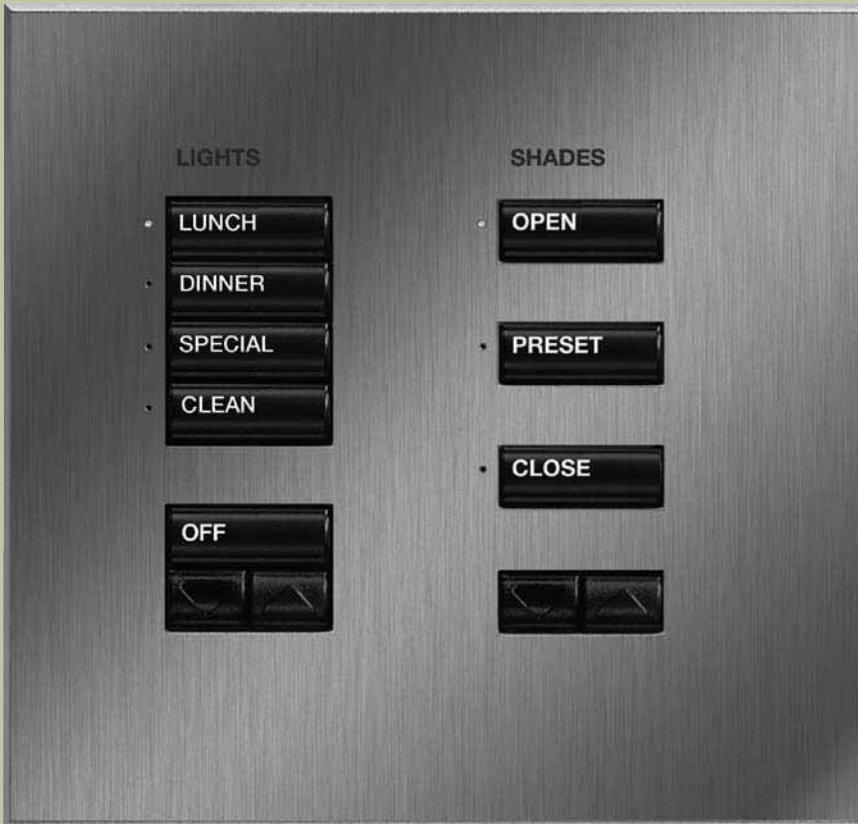 LIGHTS
LUNCH
DINNER
SPECIAL
CLEAN
OFF
SHADES
OPEN
PRESET
CLOSE